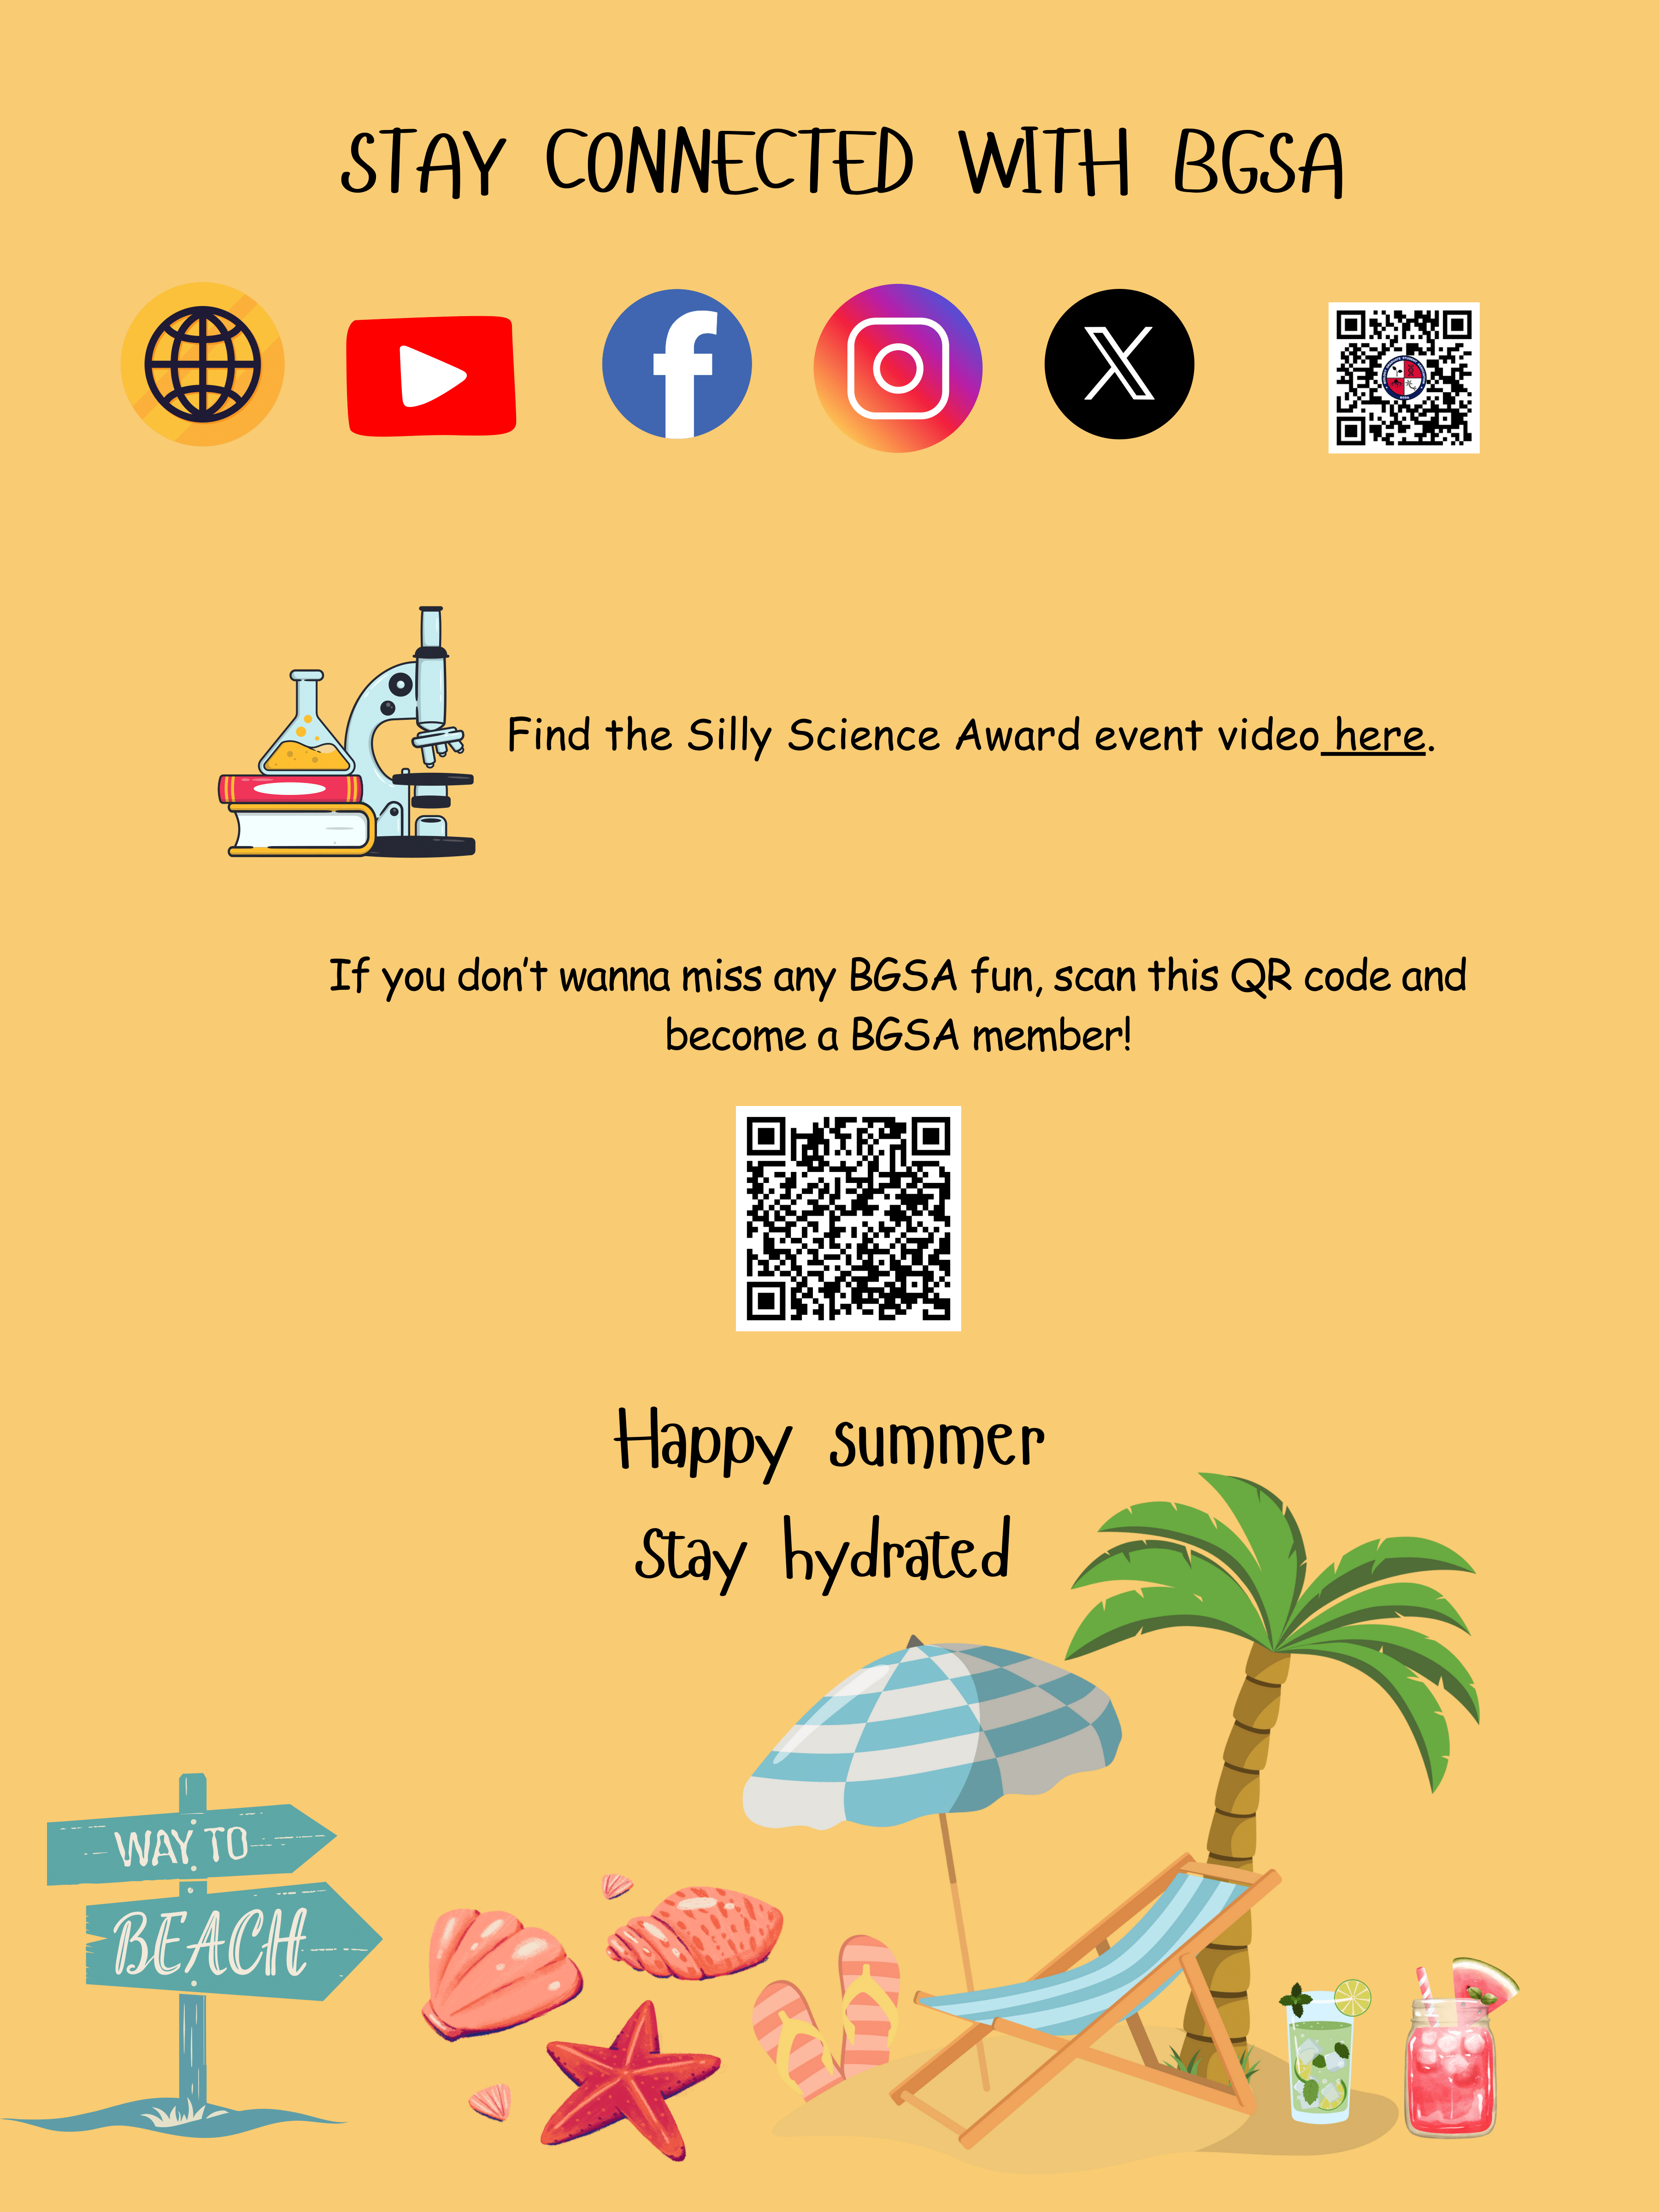 STAY CONNECTED WITH BGSA
Find the Silly Science Award event video here.
If you don't wanna miss any BGSA fun, scan this QR code and
become a BGSA member!
Happy summer
Stay hydrated
WAY TO
BEACH